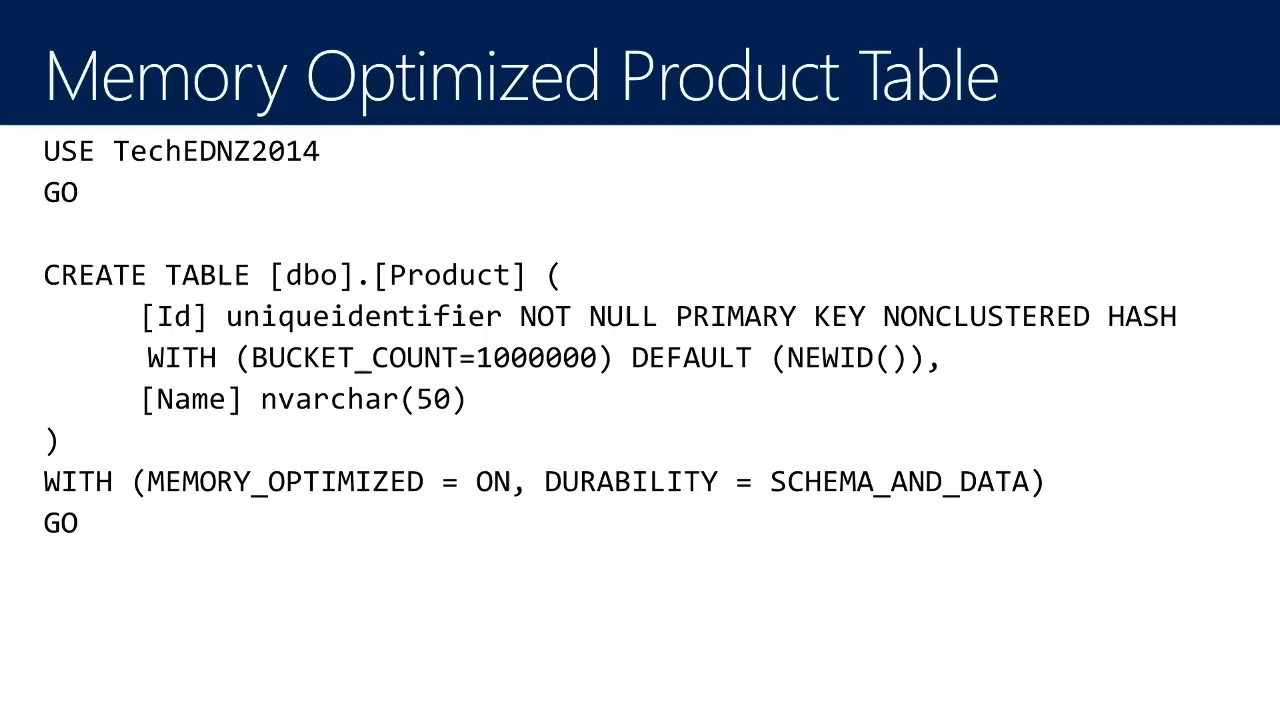 Memory Optimized Product Table
USE TechEDNZ2014
GO
CREATE TABLE [dbo].[Product] (
[Id] uniqueidentifier NOT NULL PRIMARY KEY NONCLUSTERED HASH
WITH (BUCKET_COUNT=1000000) DEFAULT (NEWID()),
[Name] nvarchar(50)
)
WITH (MEMORY_OPTIMIZED = ON, DURABILITY = SCHEMA_AND_DATA)
GO